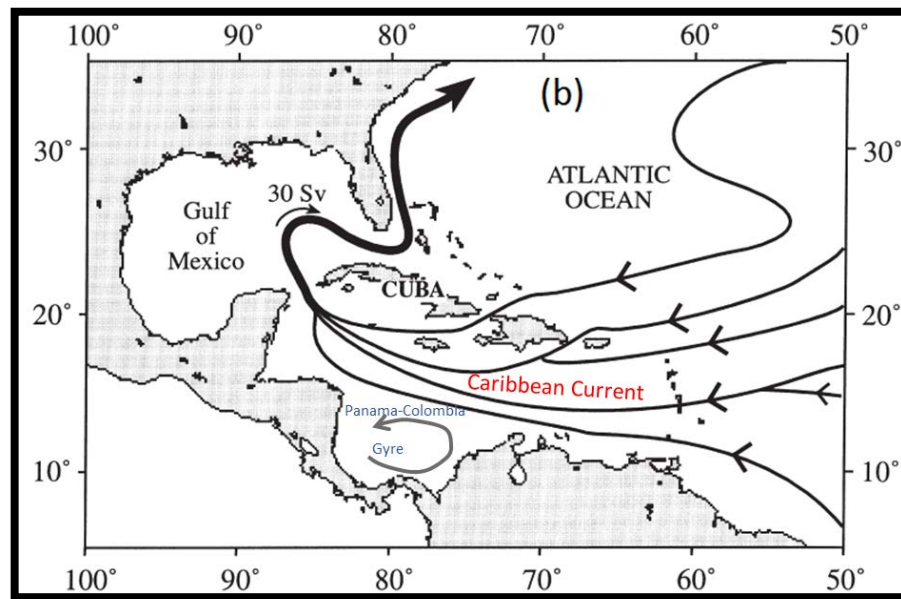 100° 90° 80° 70° 60° 50°
(b)
30° 30°
ATLANTIC
OCEAN
30 Sv
Gulf
of
Mexico
CUBA
20° 20°
Caribbean Current
Panama-Colombia
Gyre
10° 10°
100° 90° 80° 70° 60° 50°